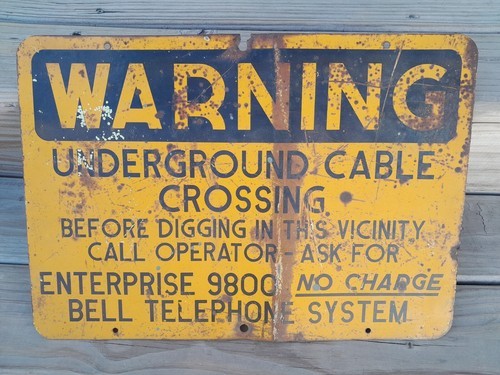 WARNING
UNDERGROUND CABLE
CROSSING
BEFORE DIGGING IN THIS VICINITY
CALL OPERATOR - ASK FOR
ENTERPRISE 9800 NO CHARGE
BELL TELEPHONE SYSTEM